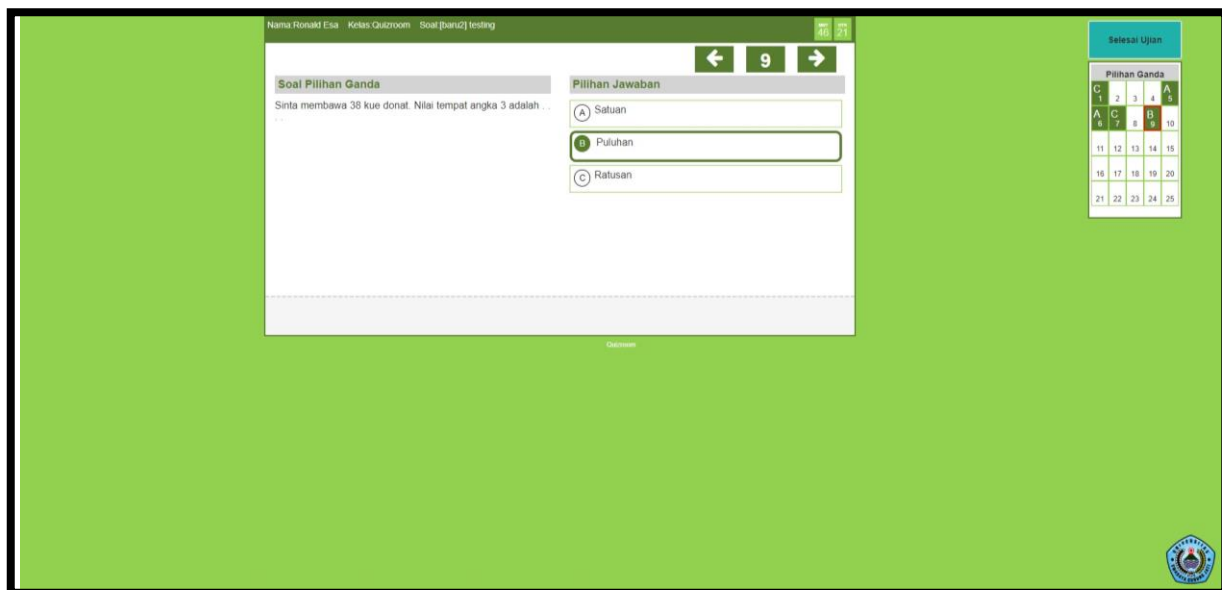 Nama:Ronald Esa Kelas:Quizroom Soal:[baru2] testing
46 21
9
Soal Pilihan Ganda
Sinta membawa 38 kue donat. Nilai tempat angka 3 adalah . .
. .
Pilihan Jawaban
A Satuan
B Puluhan
C Ratusan
Quizroom
Selesai Ujian
Pilihan Ganda
C A
1 2 3 4 5
A C B
6 7 8 9 10
11 12 13 14 15
16 17 18 19 20
21 22 23 24 25